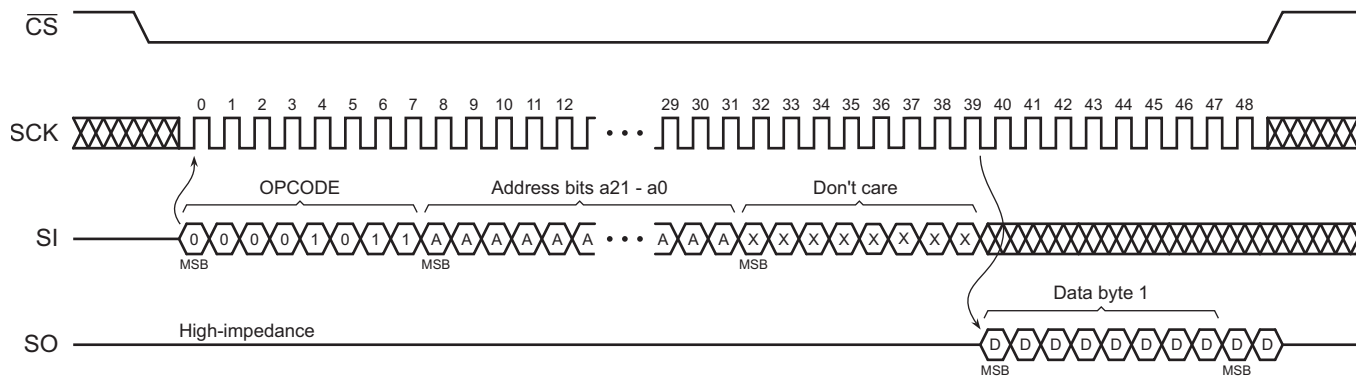 CS
0 1 2 3 4 5 6 7 8 9 10 11 12 29 30 31 32 33 34 35 36 37 38 39 40 41 42 43 44 45 46 47 48
SCK
OPCODE Address bits a21 - a0 Don't care
SI 0 0 0 0 1 0 1 1 A A A A A A A A A X X X X X X X X
MSB MSB MSB
Data byte 1
High-impedance
SO D D D D D D D D D D
MSB MSB